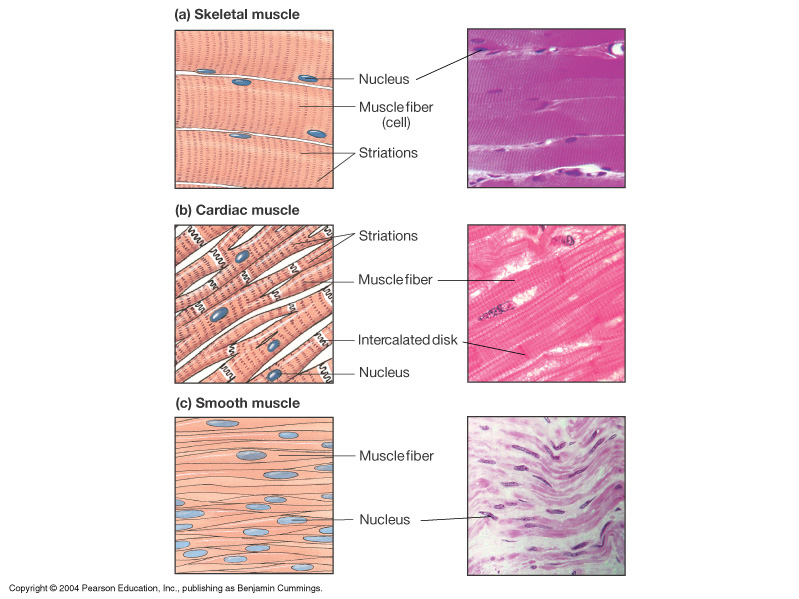 (a) Skeletal muscle
Nucleus
Muscle fiber
(cell)
Striations
(b) Cardiac muscle
Striations
Muscle fiber
Intercalated disk
Nucleus
(c) Smooth muscle
Muscle fiber
Nucleus
Copyright © 2004 Pearson Education, Inc., publishing as Benjamin Cummings.